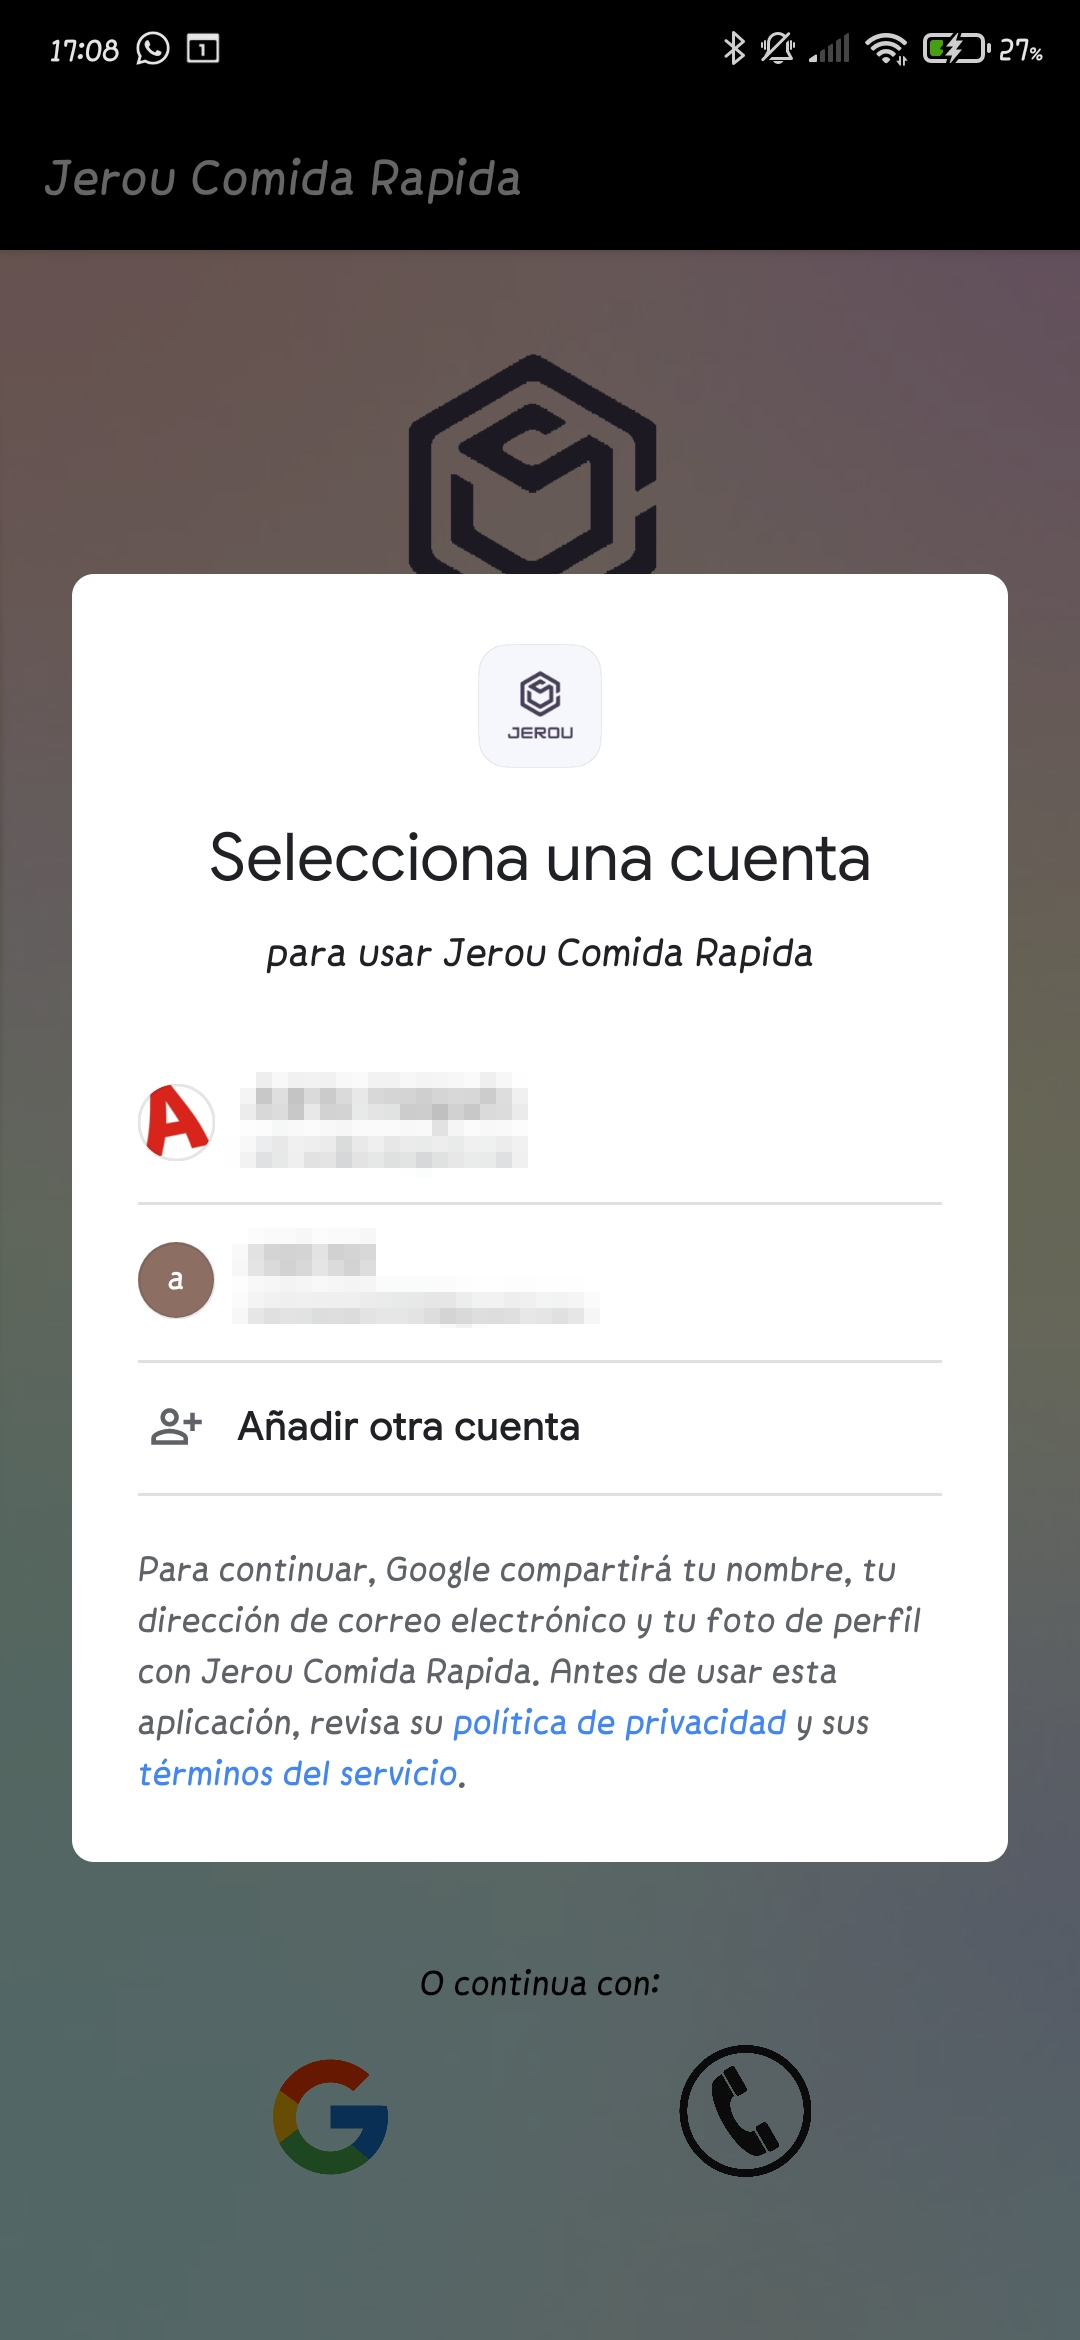 17:08
1
27%
Jerou Comida Rapida
JEROU
Selecciona una cuenta
para usar Jerou Comida Rapida
A
a
Añadir otra cuenta
Para continuar, Google compartirá tu nombre, tu
dirección de correo electrónico y tu foto de perfil
con Jerou Comida Rapida. Antes de usar esta
aplicación, revisa su política de privacidad y sus
términos del servicio.
O continua con:
G